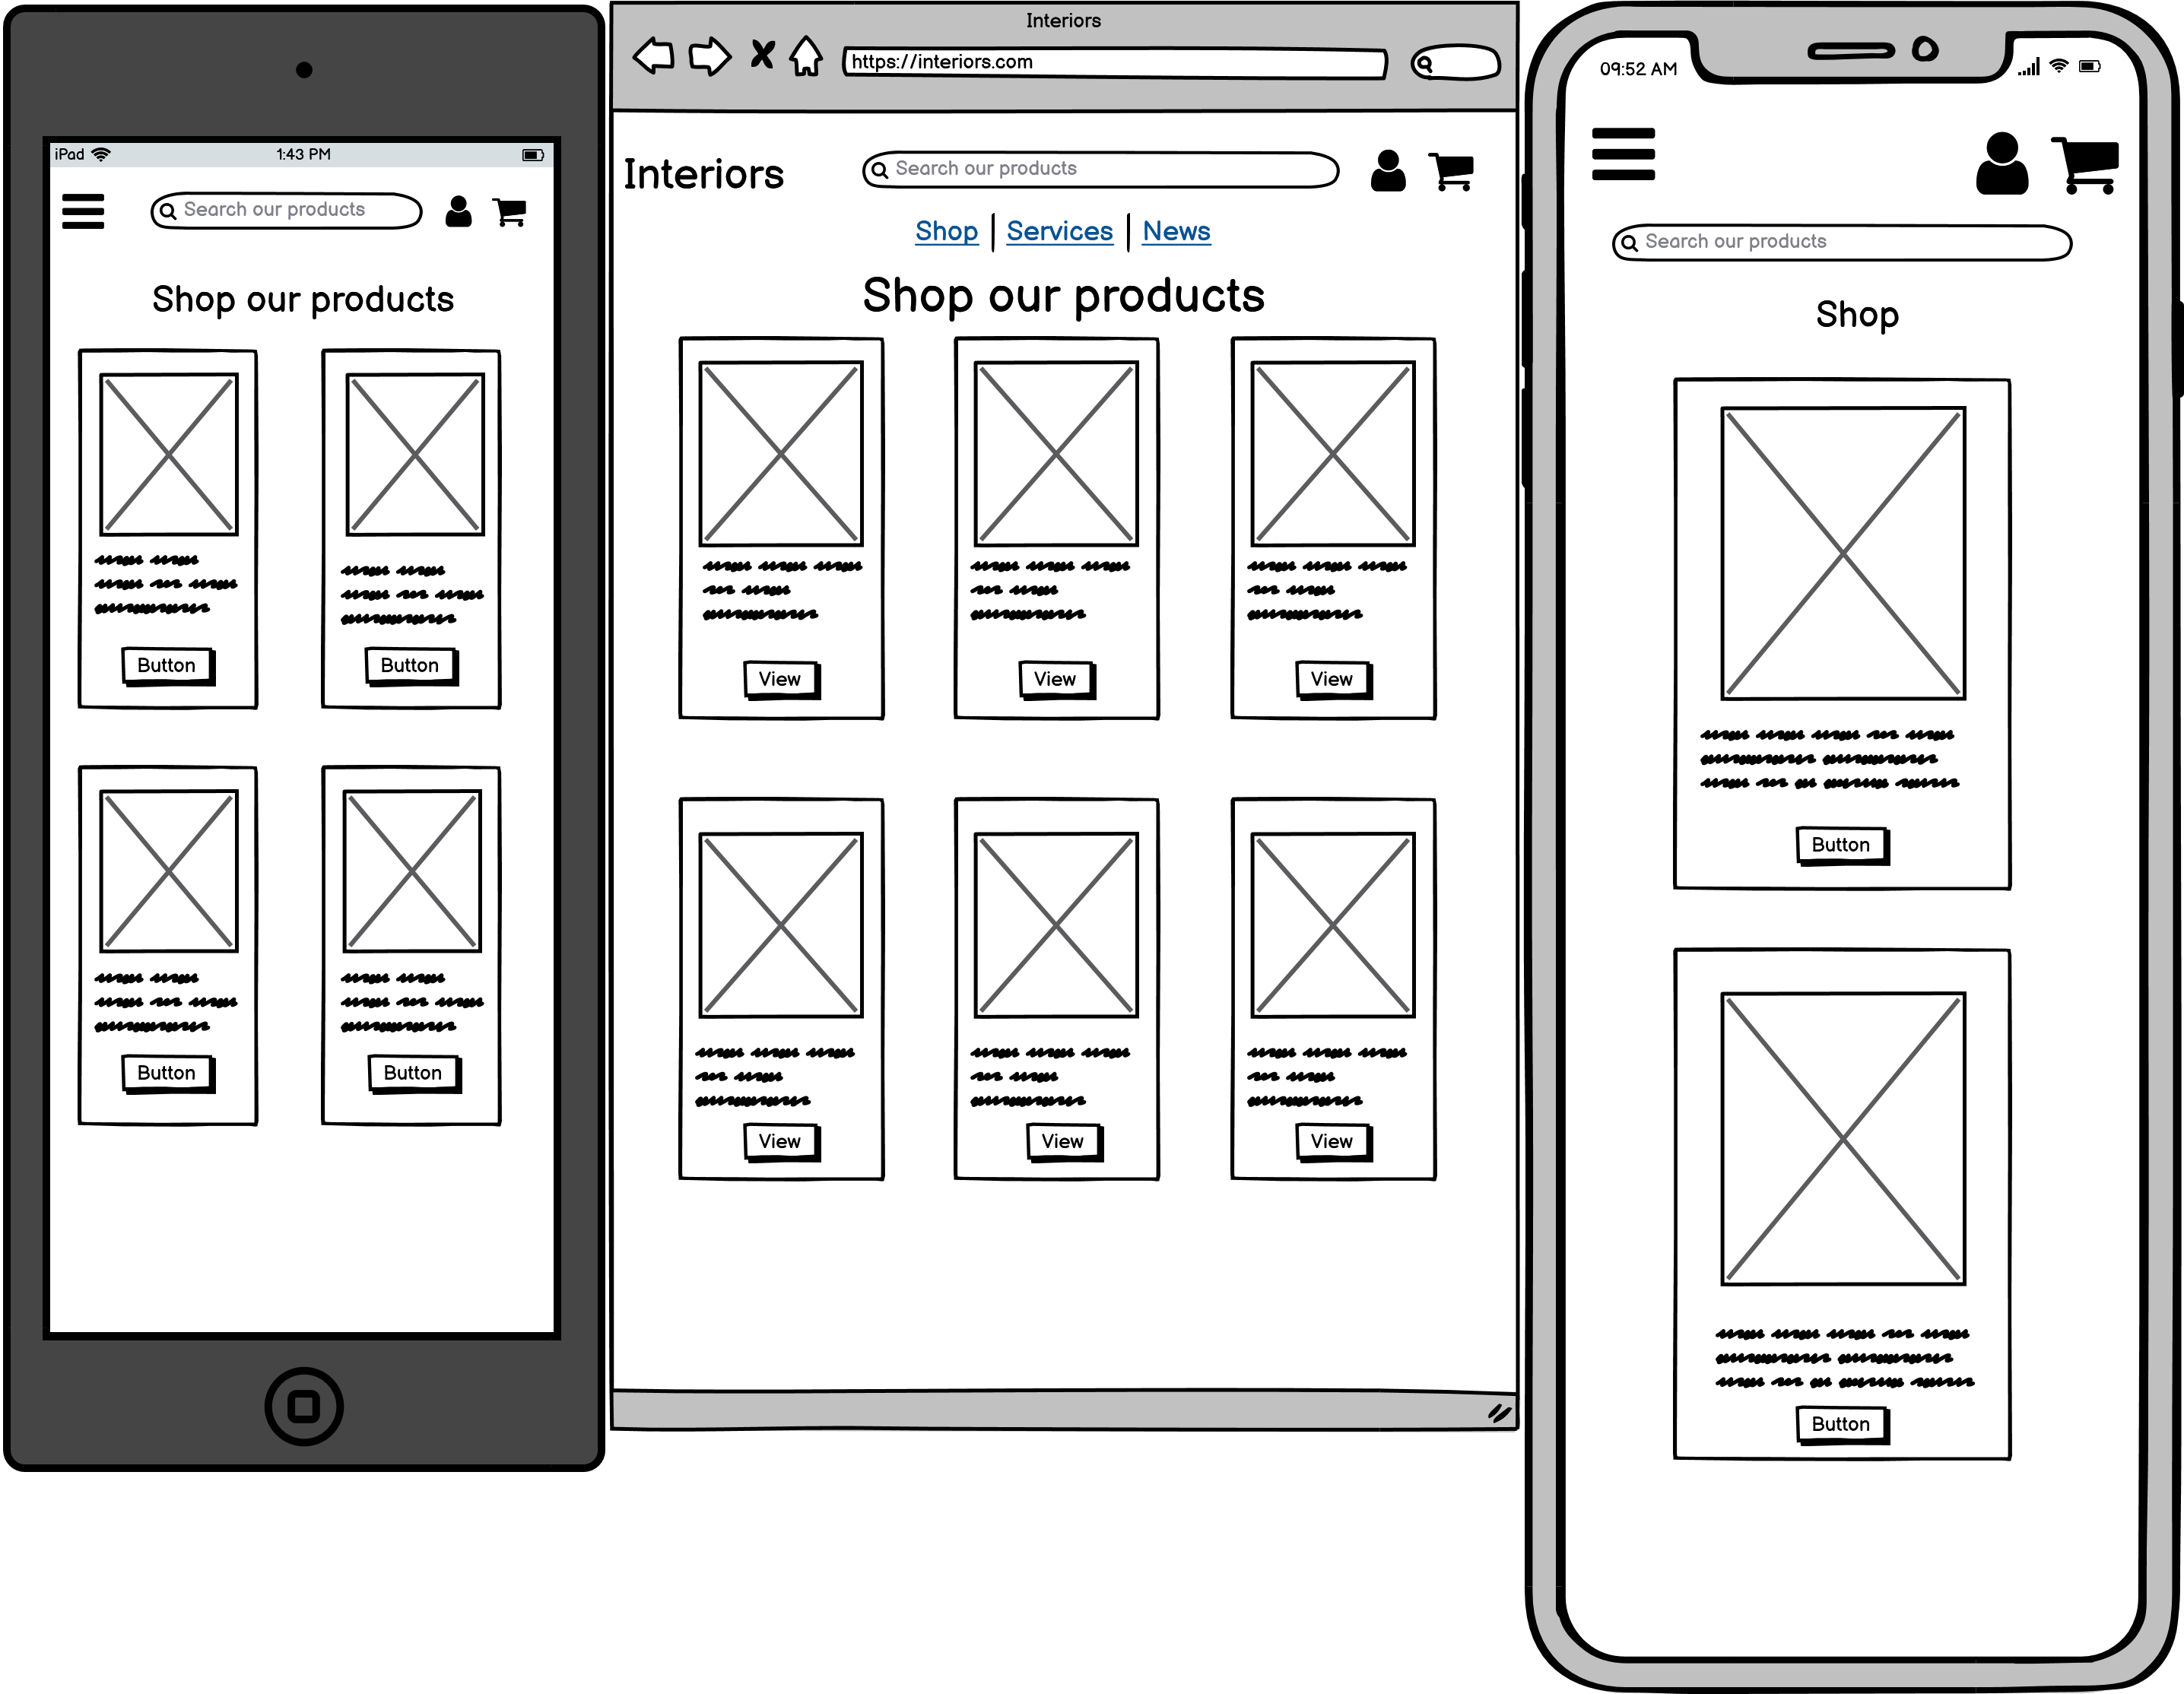 iPad
1:43 PM
Search our products
Shop our products
Button
Button
Button
Button
Interiors
https://interiors.com
Interiors
Search our products
Shop
Services
News
Shop our products
View
View
View
View
View
View
09:52 AM
Search our products
Shop
Button
Button